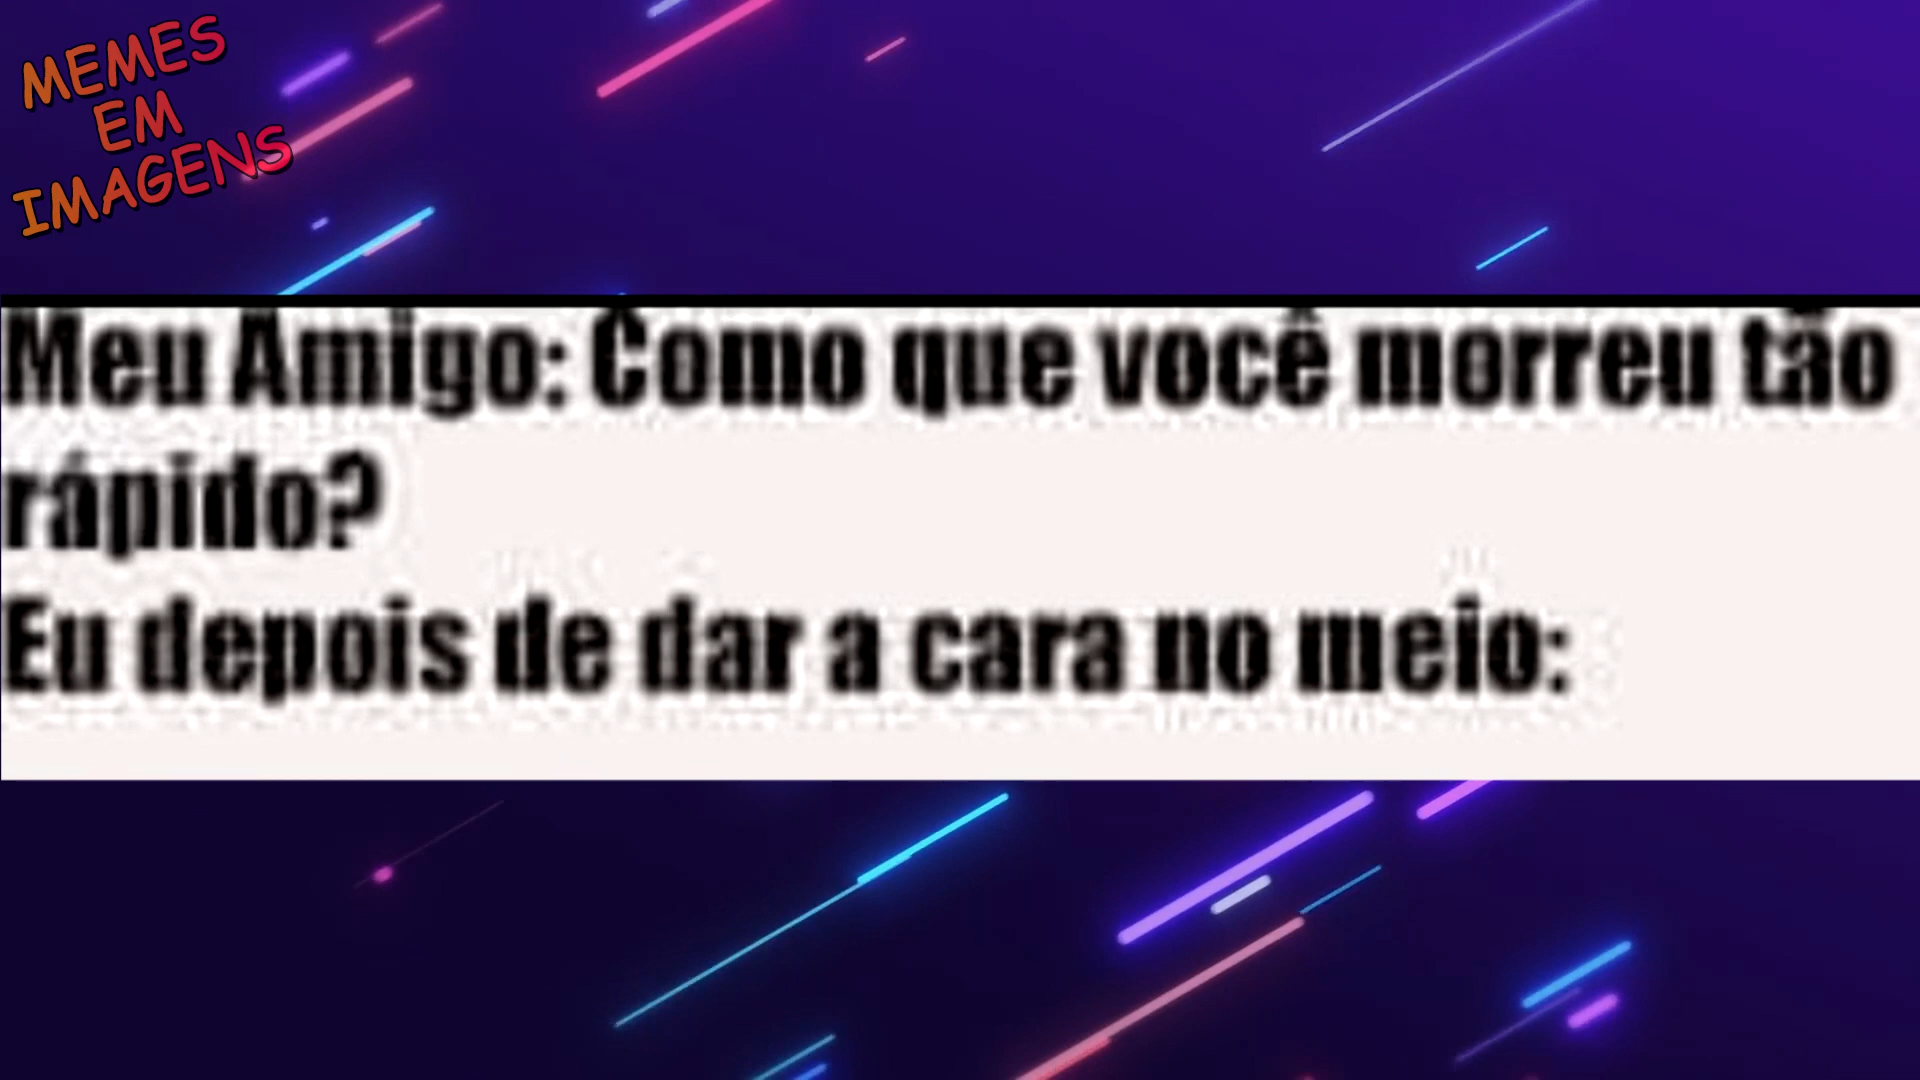 MEMES
EM
IMAGENS
Meu Amigo: Como que você morreu tão
rápido?
Eu depois de dar a cara no meio: